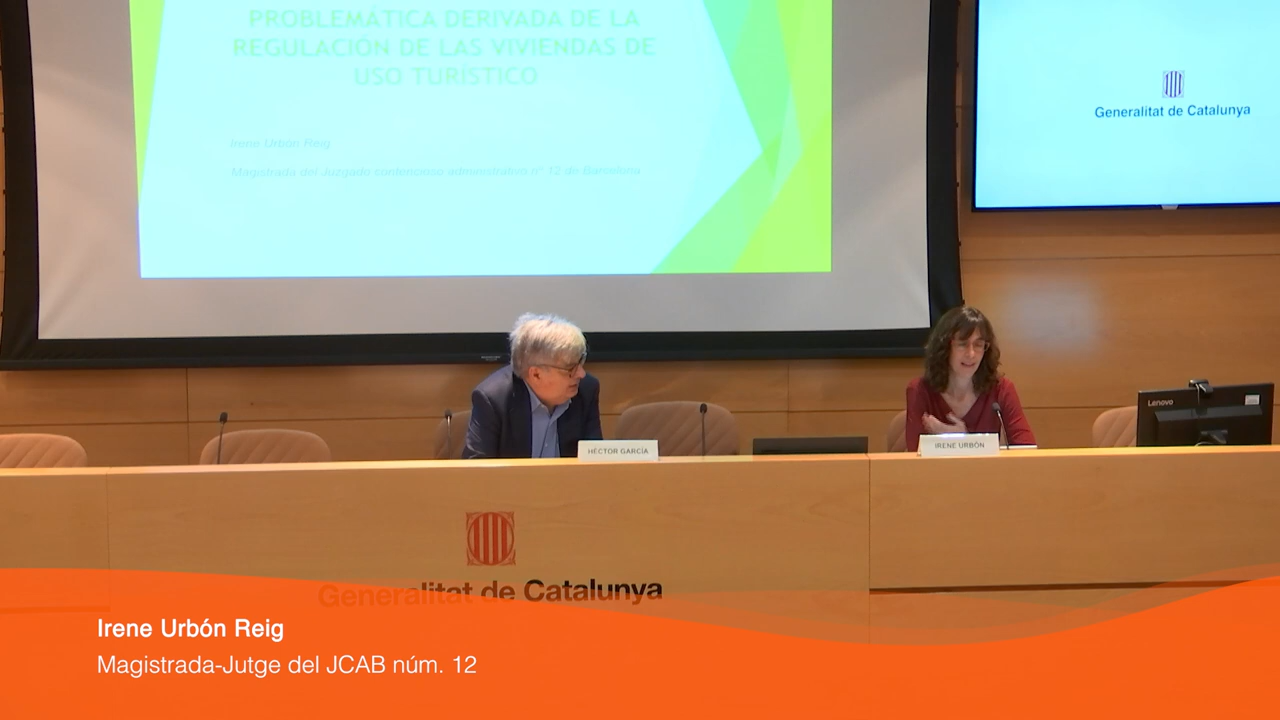 PROBLEMÁTICA DERIVADA DE LA
REGULACIÓN DE LAS VIVIENDAS DE
USO TURÍSTICO
Irene Urbón Reig
Magistrada del Juzgado contencioso administrativo nº 12 de Barcelona
Generalitat de Catalunya
HÉCTOR GARCÍA
IRENE URBÓN
Lenovo
Generalitat de Catalunya
Irene Urbón Reig
Magistrada-Jutge del JCAB núm. 12